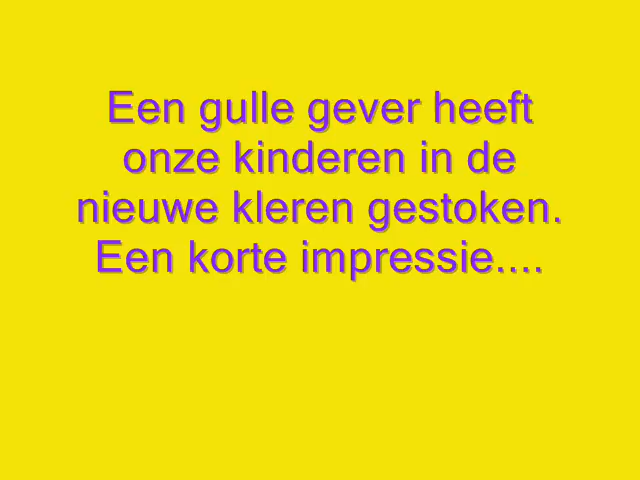 Een gulle gever heeft
onze kinderen in de
nieuwe kleren gestoken.
Een korte impressie....